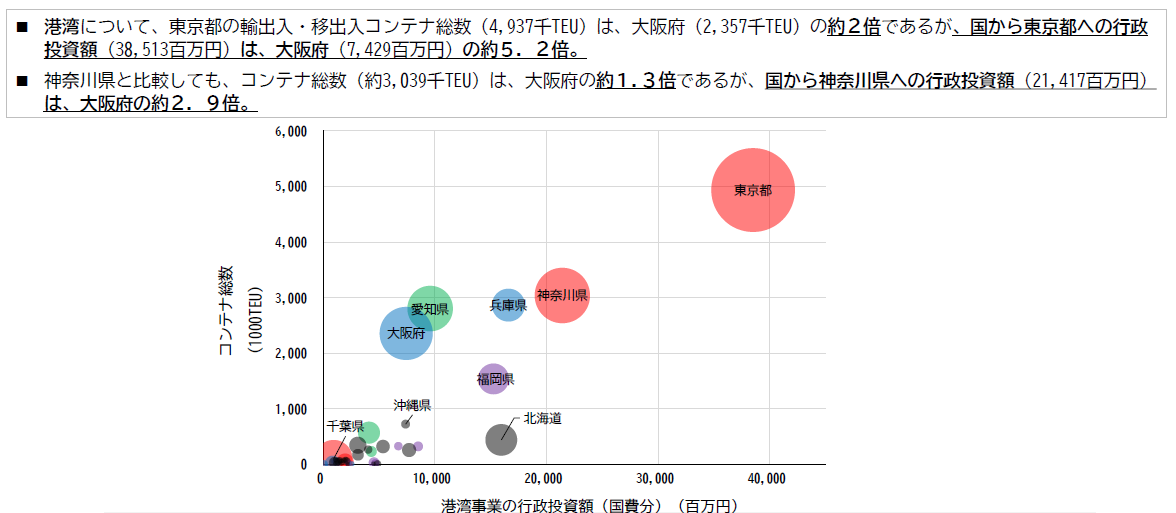 ■ 港湾について、東京都の輸出入・移出入コンテナ総数（4,937千TEU）は、大阪府（2,357千TEU）の約２倍であるが、国から東京都への行政
投資額（38,513百万円）は、大阪府（7,429百万円）の約５．２倍。
■ 神奈川県と比較しても、コンテナ総数（約3,039千TEU）は、大阪府の約１.３倍であるが、国から神奈川県への行政投資額（21,417百万円）
は、大阪府の約２．９倍。
6,000
5,000
4,000
3,000
2,000
1,000
0
コンテナ総数
（1000TEU）
東京都
神奈川県
兵庫県
愛知県
大阪府
福岡県
沖縄県
北海道
千葉県
0
10,000
20,000
30,000
40,000
港湾事業の行政投資額（国費分）（百万円）